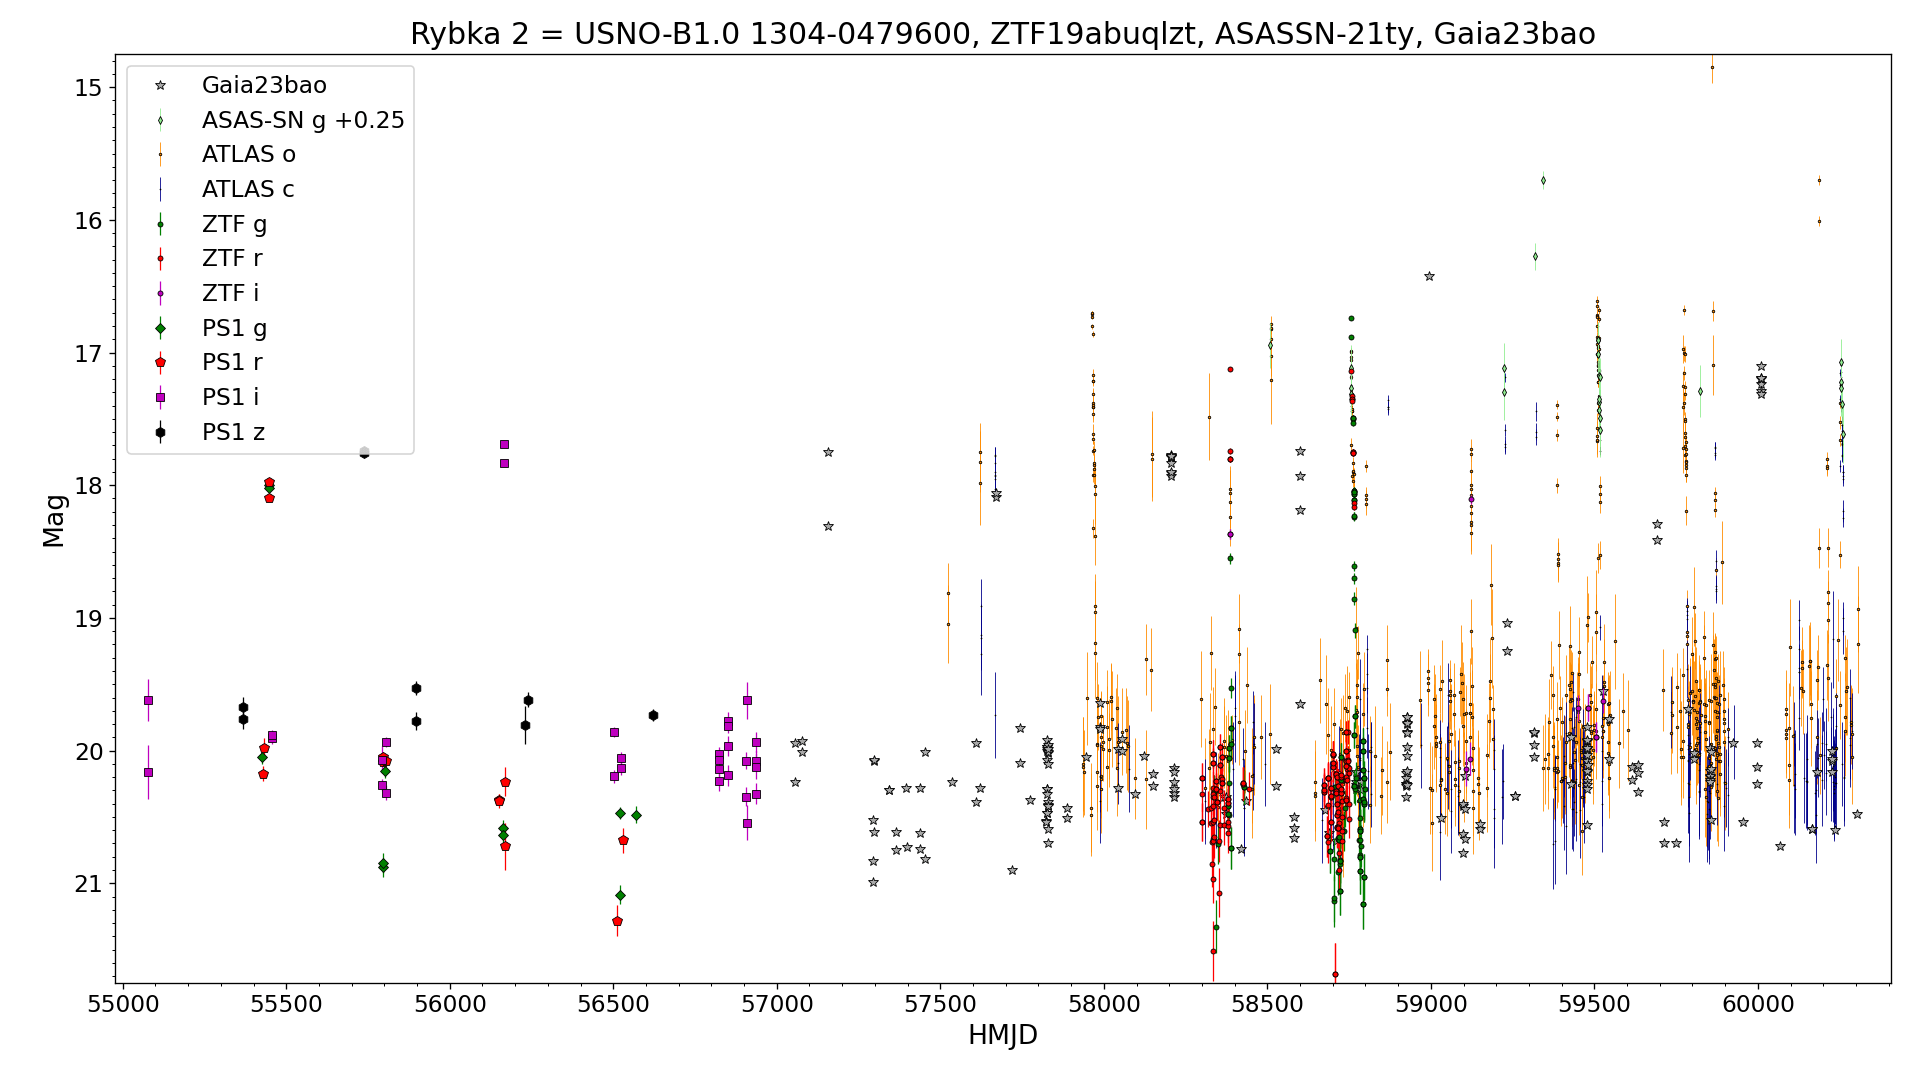 Rybka 2 = USNO-B1.0 1304-0479600, ZTF19abuqlzt, ASASSN-21ty, Gaia23bao
Gaia23bao
ASAS-SN g +0.25
ATLAS o
ATLAS c
ZTF g
ZTF r
ZTF i
PS1 g
PS1 r
PS1 i
PS1 z
Mag
15
16
17
18
19
20
21
55000 55500 56000 56500 57000 57500 58000 58500 59000 59500 60000
HMJD